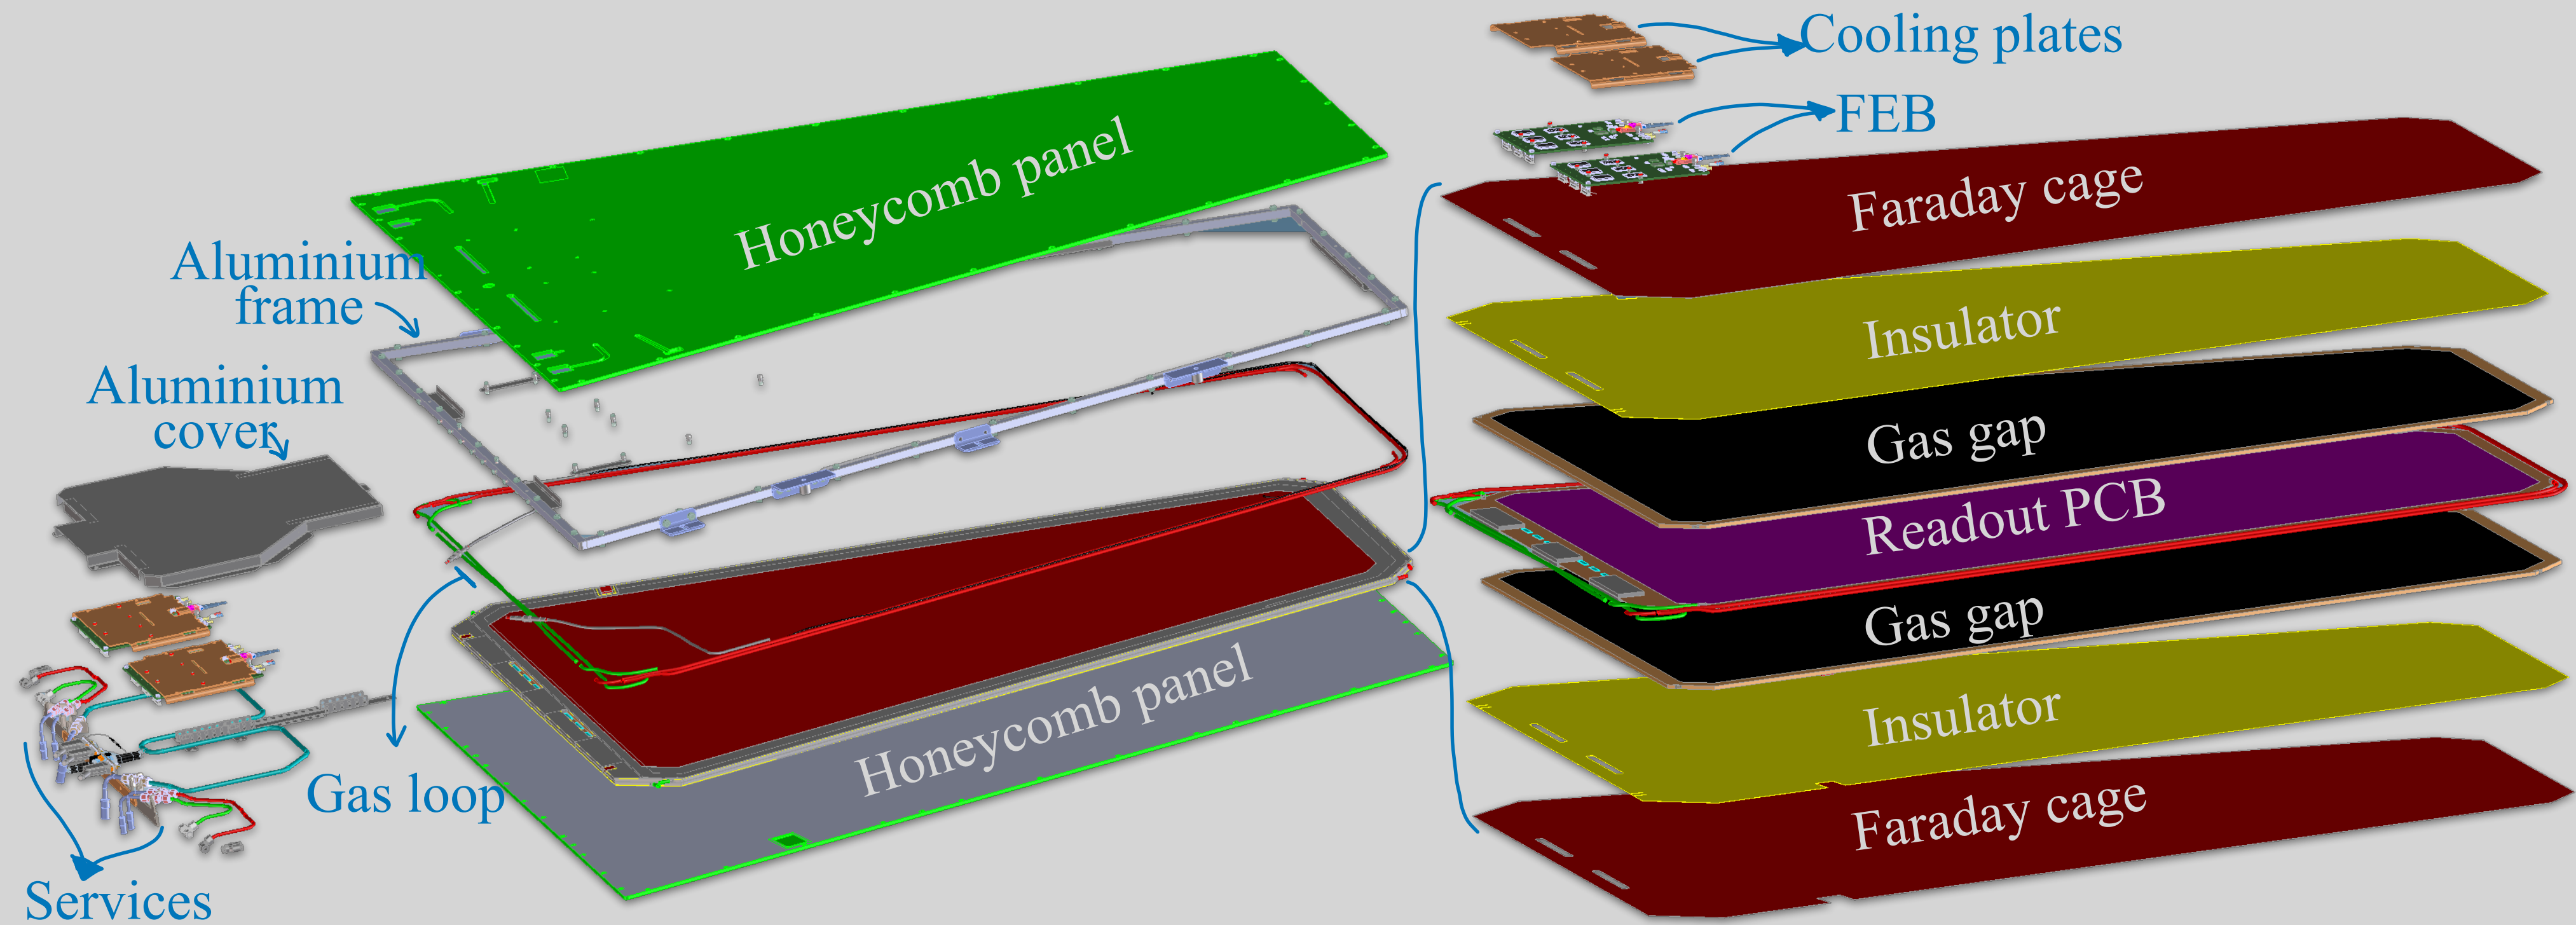 Cooling plates
FEB
Honeycomb panel
Faraday cage
Aluminium
frame
Insulator
Aluminium
cover
Gas gap
Readout PCB
Gas gap
Honeycomb panel
Insulator
Gas loop
Faraday cage
Services